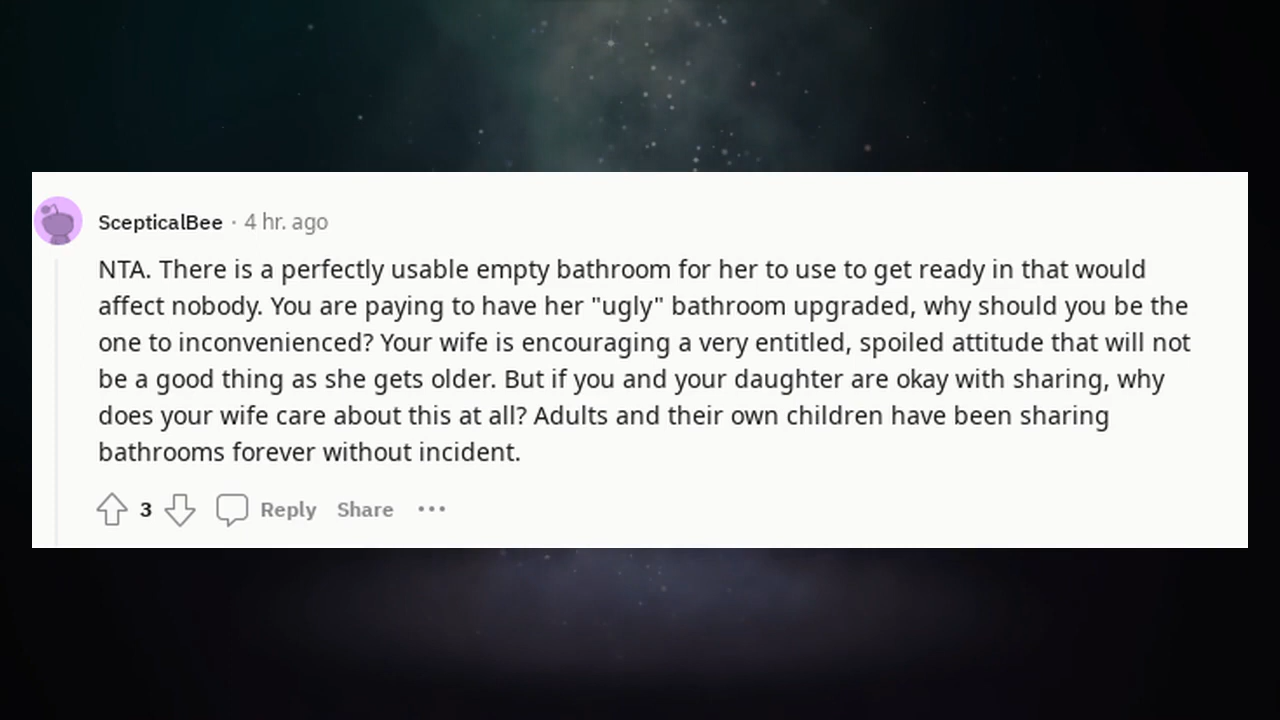 ScepticalBee · 4 hr. ago
NTA. There is a perfectly usable empty bathroom for her to use to get ready in that would
affect nobody. You are paying to have her "ugly" bathroom upgraded, why should you be the
one to inconvenienced? Your wife is encouraging a very entitled, spoiled attitude that will not
be a good thing as she gets older. But if you and your daughter are okay with sharing, why
does your wife care about this at all? Adults and their own children have been sharing
bathrooms forever without incident.
3 Reply Share ···